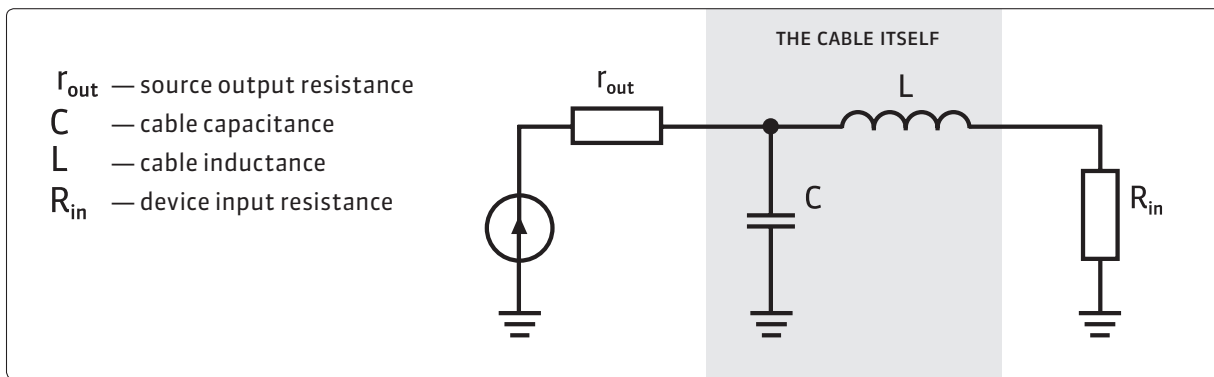 THE CABLE ITSELF
r_out — source output resistance
C — cable capacitance
L — cable inductance
R_in — device input resistance
r_out
L
C
R_in